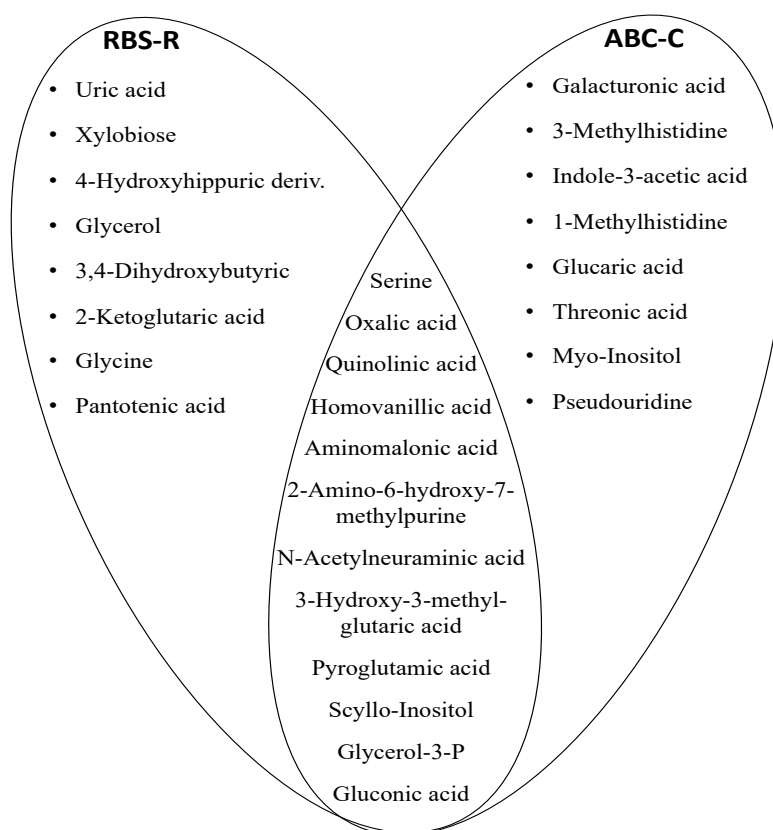 RBS-R
• Uric acid
• Xylobiose
• 4-Hydroxyhippuric deriv.
• Glycerol
• 3,4-Dihydroxybutyric
• 2-Ketoglutaric acid
• Glycine
• Pantotenic acid
ABC-C
• Galacturonic acid
• 3-Methylhistidine
• Indole-3-acetic acid
• 1-Methylhistidine
• Glucaric acid
• Threonic acid
• Myo-Inositol
• Pseudouridine
Serine
Oxalic acid
Quinolinic acid
Homovanillic acid
Aminomalonic acid
2-Amino-6-hydroxy-7-
methylpurine
N-Acetylneuraminic acid
3-Hydroxy-3-methyl-
glutaric acid
Pyroglutamic acid
Scyllo-Inositol
Glycerol-3-P
Gluconic acid